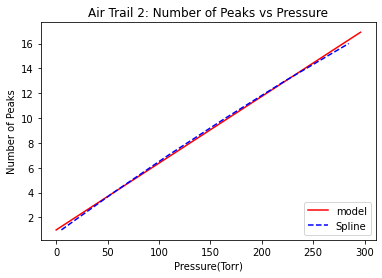 Air Trail 2: Number of Peaks vs Pressure
Number of Peaks
16
14
12
10
8
6
4
2
0 50 100 150 200 250 300
Pressure(Torr)
model
Spline